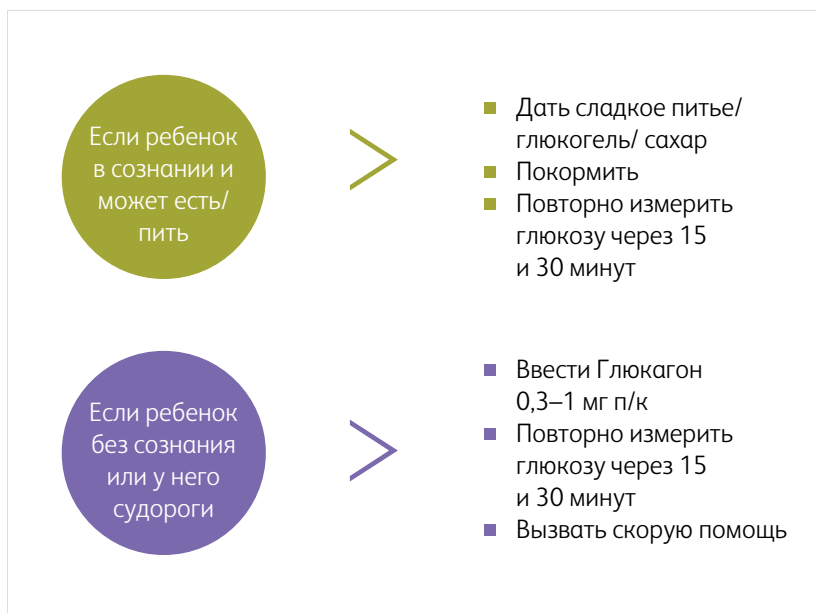 Если ребенок
в сознании и
может есть/
пить
Дать сладкое питье/
глюкогель/ сахар
Покормить
Повторно измерить
глюкозу через 15
и 30 минут
Если ребенок
без сознания
или у него
судороги
Ввести Глюкагон
0,3–1 мг п/к
Повторно измерить
глюкозу через 15
и 30 минут
Вызвать скорую помощь